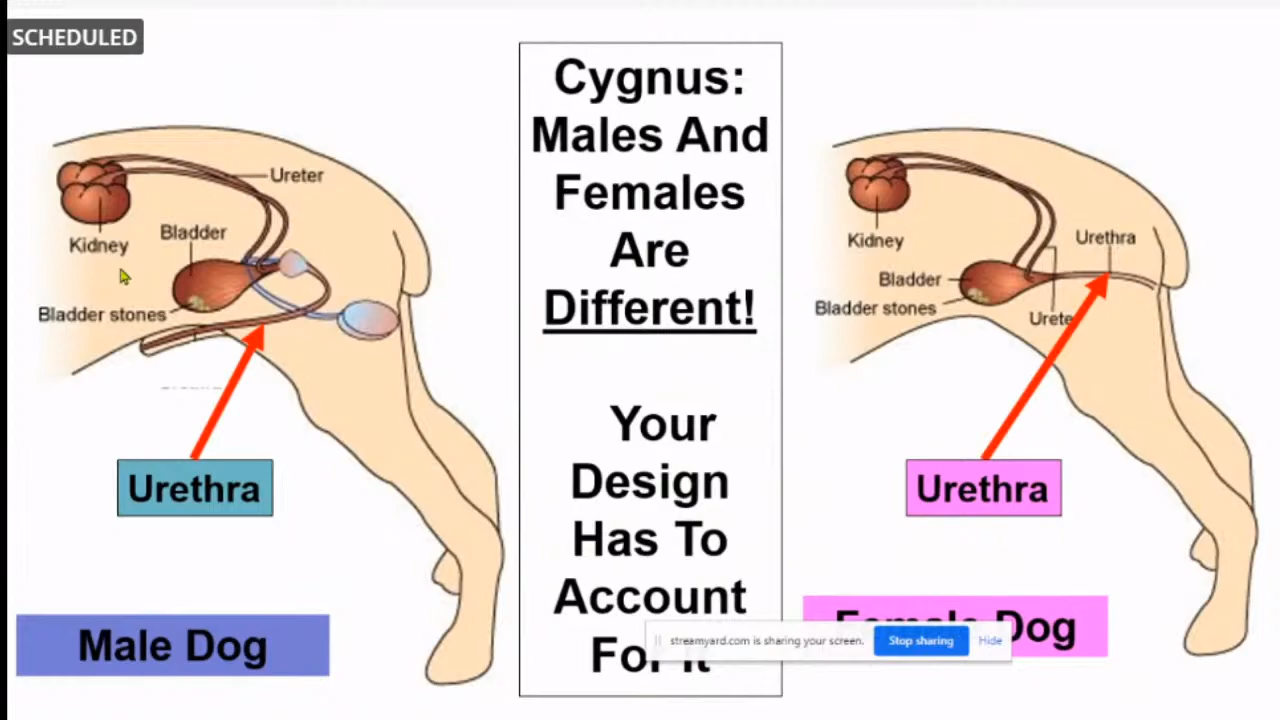 SCHEDULED
Ureter
Kidney
Bladder
Bladder stones
Urethra
Male Dog
Cygnus:
Males And
Females
Are
Different!
Your
Design
Has To
Account
For It
Kidney
Urethra
Bladder
Bladder stones
Urete
Urethra
Female Dog
streamyard.com is sharing your screen.
Stop sharing
Hide